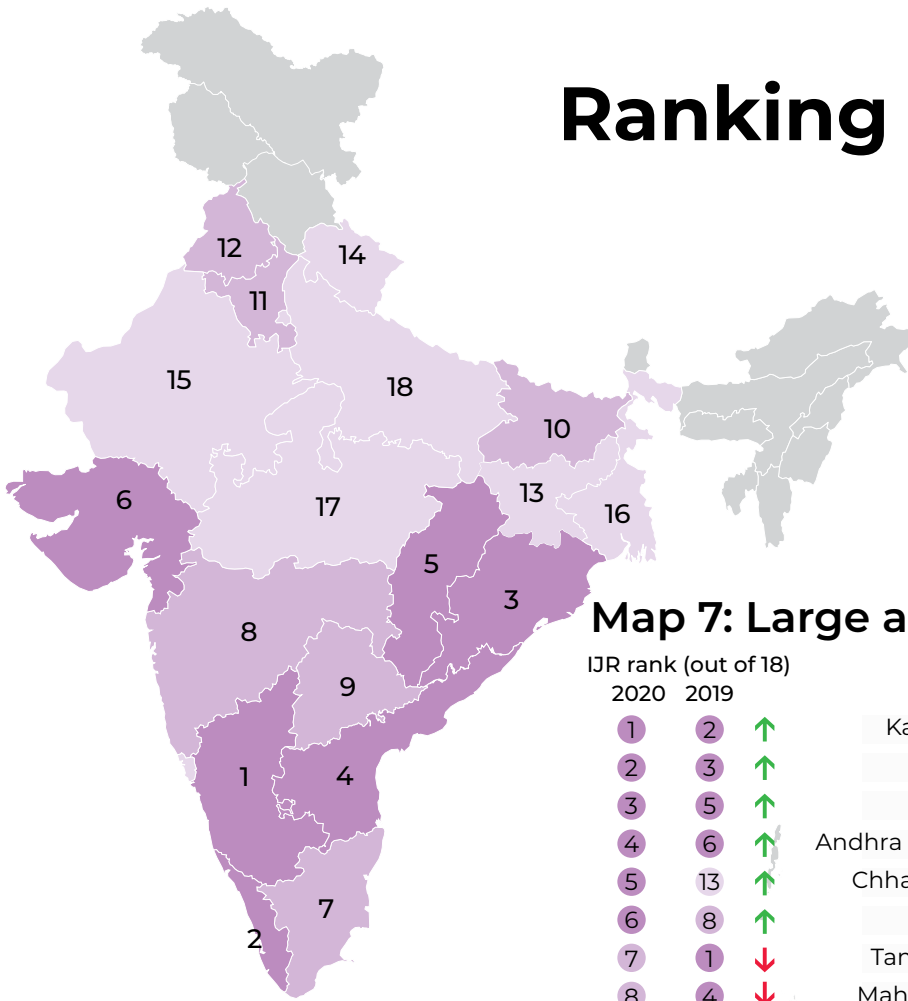 Ranking
12
14
11
15
18
10
6
13
17
16
5
3
8
9
1
4
7
2
Map 7: Large a
IJR rank (out of 18)
2020 2019
1 2 ↑ Ka
2 3 ↑
3 5 ↑
4 6 ↑ Andhra
5 13 ↑ Chha
6 8 ↑
7 1 ↓ Tan
8 4 ↓ Mah